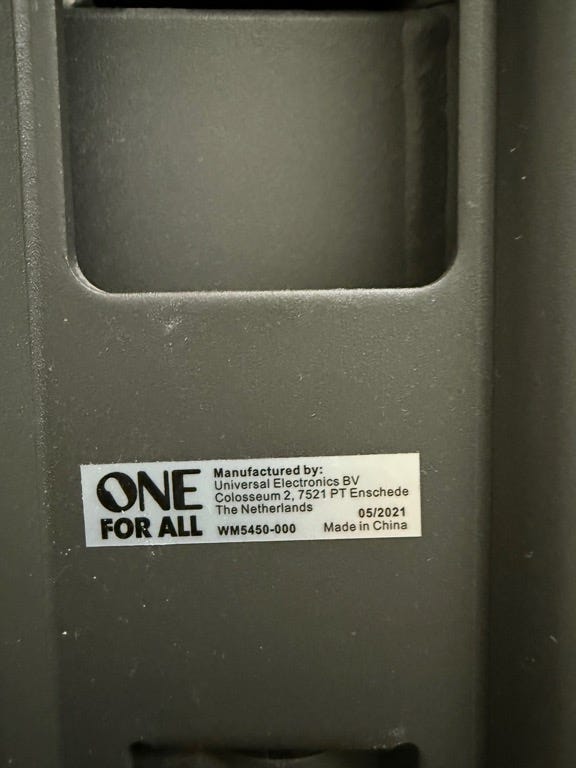 ONE
FOR ALL
Manufactured by:
Universal Electronics BV
Colosseum 2, 7521 PT Enschede
The Netherlands 05/2021
WM5450-000 Made in China